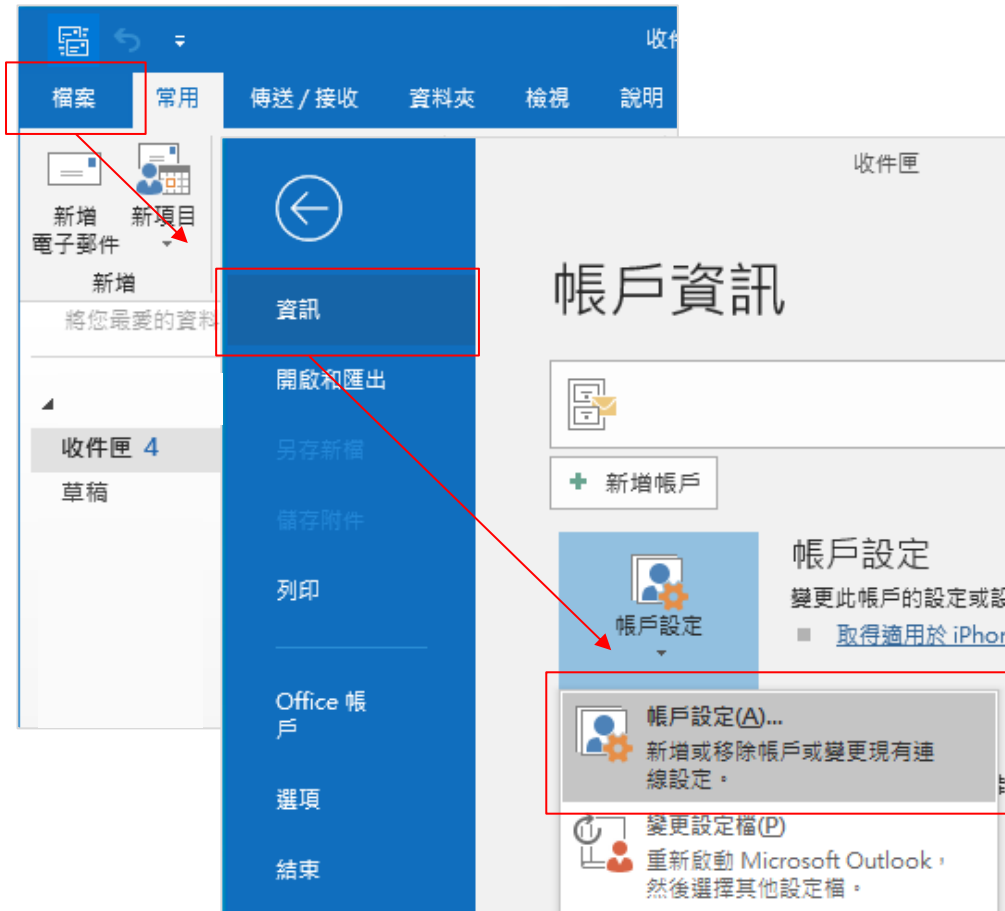 收件
檔案 常用 傳送 / 接收 資料夾 檢視 說明
新增
電子郵件
新項目
新增
將您最愛的資料
收件匣 4
草稿
收件匣
資訊
開啟和匯出
另存新檔
儲存附件
列印
Office 帳
戶
選項
結束
帳戶資訊
新增帳戶
帳戶設定
帳戶設定
變更此帳戶的設定或設
取得適用於 iPhon
帳戶設定(A)...
新增或移除帳戶或變更現有連
線設定。
變更設定檔(P)
重新啟動 Microsoft Outlook，
然後選擇其他設定檔。